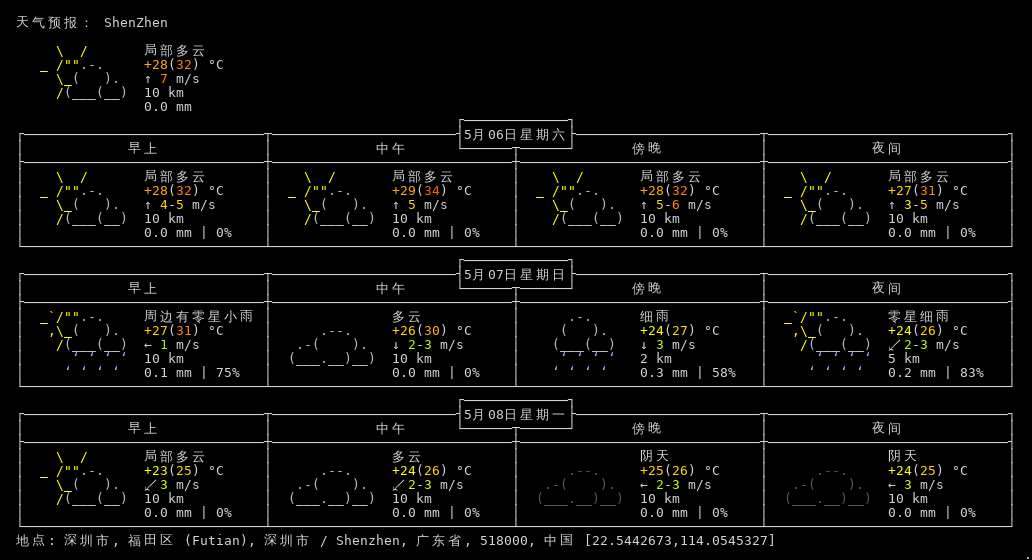 天气预报： ShenZhen
局部多云
+28(32) °C
↑ 7 m/s
10 km
0.0 mm
5月06日星期六
早上 中午 傍晚 夜间
局部多云 局部多云 局部多云 局部多云
+28(32) °C +29(34) °C +28(32) °C +27(31) °C
↑ 4-5 m/s ↑ 5 m/s ↑ 5-6 m/s ↑ 3-5 m/s
10 km 10 km 10 km 10 km
0.0 mm | 0% 0.0 mm | 0% 0.0 mm | 0% 0.0 mm | 0%
5月07日星期日
早上 中午 傍晚 夜间
周边有零星小雨 多云 细雨 零星细雨
+27(31) °C +26(30) °C +24(27) °C +24(26) °C
← 1 m/s ↓ 2-3 m/s ↓ 3 m/s ↙ 2-3 m/s
10 km 10 km 2 km 5 km
0.1 mm | 75% 0.0 mm | 0% 0.3 mm | 58% 0.2 mm | 83%
5月08日星期一
早上 中午 傍晚 夜间
局部多云 多云 阴天 阴天
+23(25) °C +24(26) °C +25(26) °C +24(25) °C
↙ 3 m/s ↙ 2-3 m/s ← 2-3 m/s ← 3 m/s
10 km 10 km 10 km 10 km
0.0 mm | 0% 0.0 mm | 0% 0.0 mm | 0% 0.0 mm | 0%
地点: 深圳市, 福田区 (Futian), 深圳市 / Shenzhen, 广东省, 518000, 中国 [22.5442673,114.0545327]